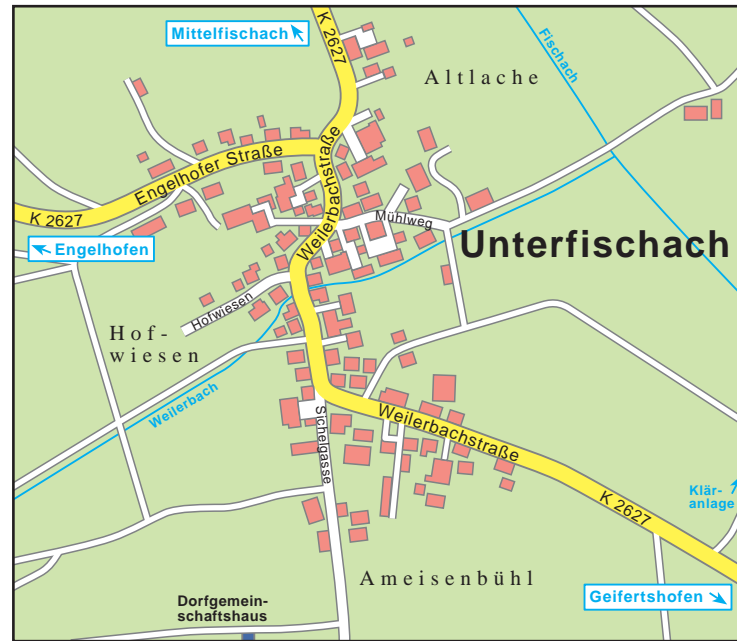 Mittelfischach
K 2627
Fischach
Altlache
Engelhofer Straße
Weilerbachstraße
K 2627
Mühlweg
Engelhofen
Unterfischach
Hofwiesen
Hof-
wiesen
Weilerbach
Sichelgasse
Weilerbachstraße
K 2627
Klär-
anlage
Ameisenbühl
Geifertshofen
Dorfgemein-
schaftshaus